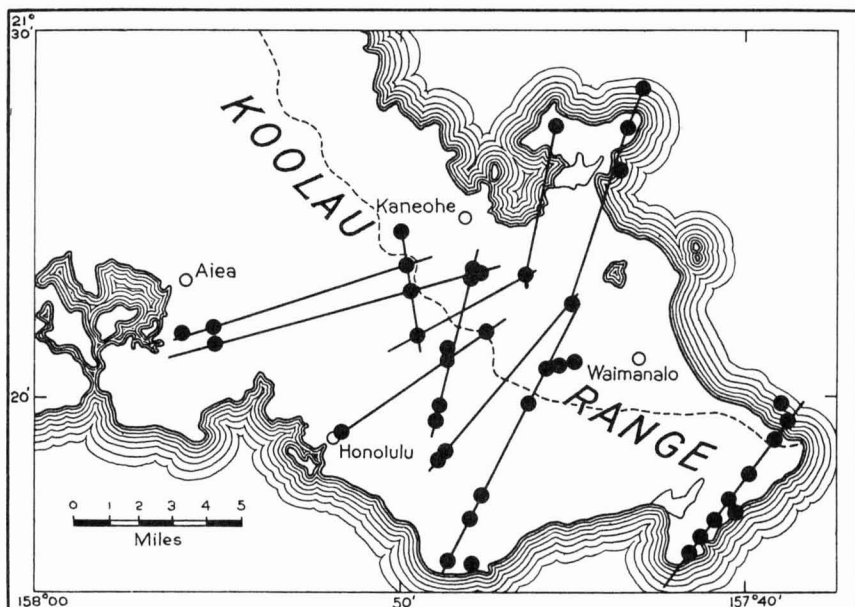 21°
30'
KOOLAU
Kaneohe
Aiea
20'
Waimanalo
RANGE
Honolulu
0 1 2 3 4 5
Miles
158°00
50'
157°40